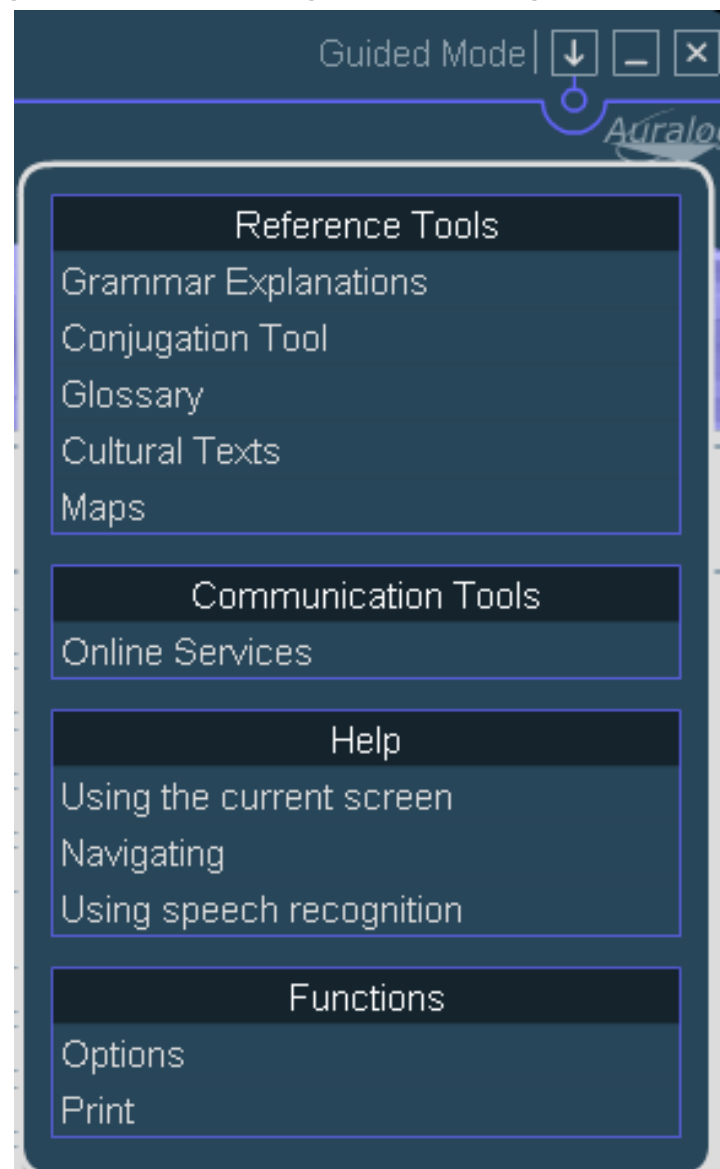 Guided Mode
Reference Tools
Grammar Explanations
Conjugation Tool
Glossary
Cultural Texts
Maps
Communication Tools
Online Services
Help
Using the current screen
Navigating
Using speech recognition
Functions
Options
Print